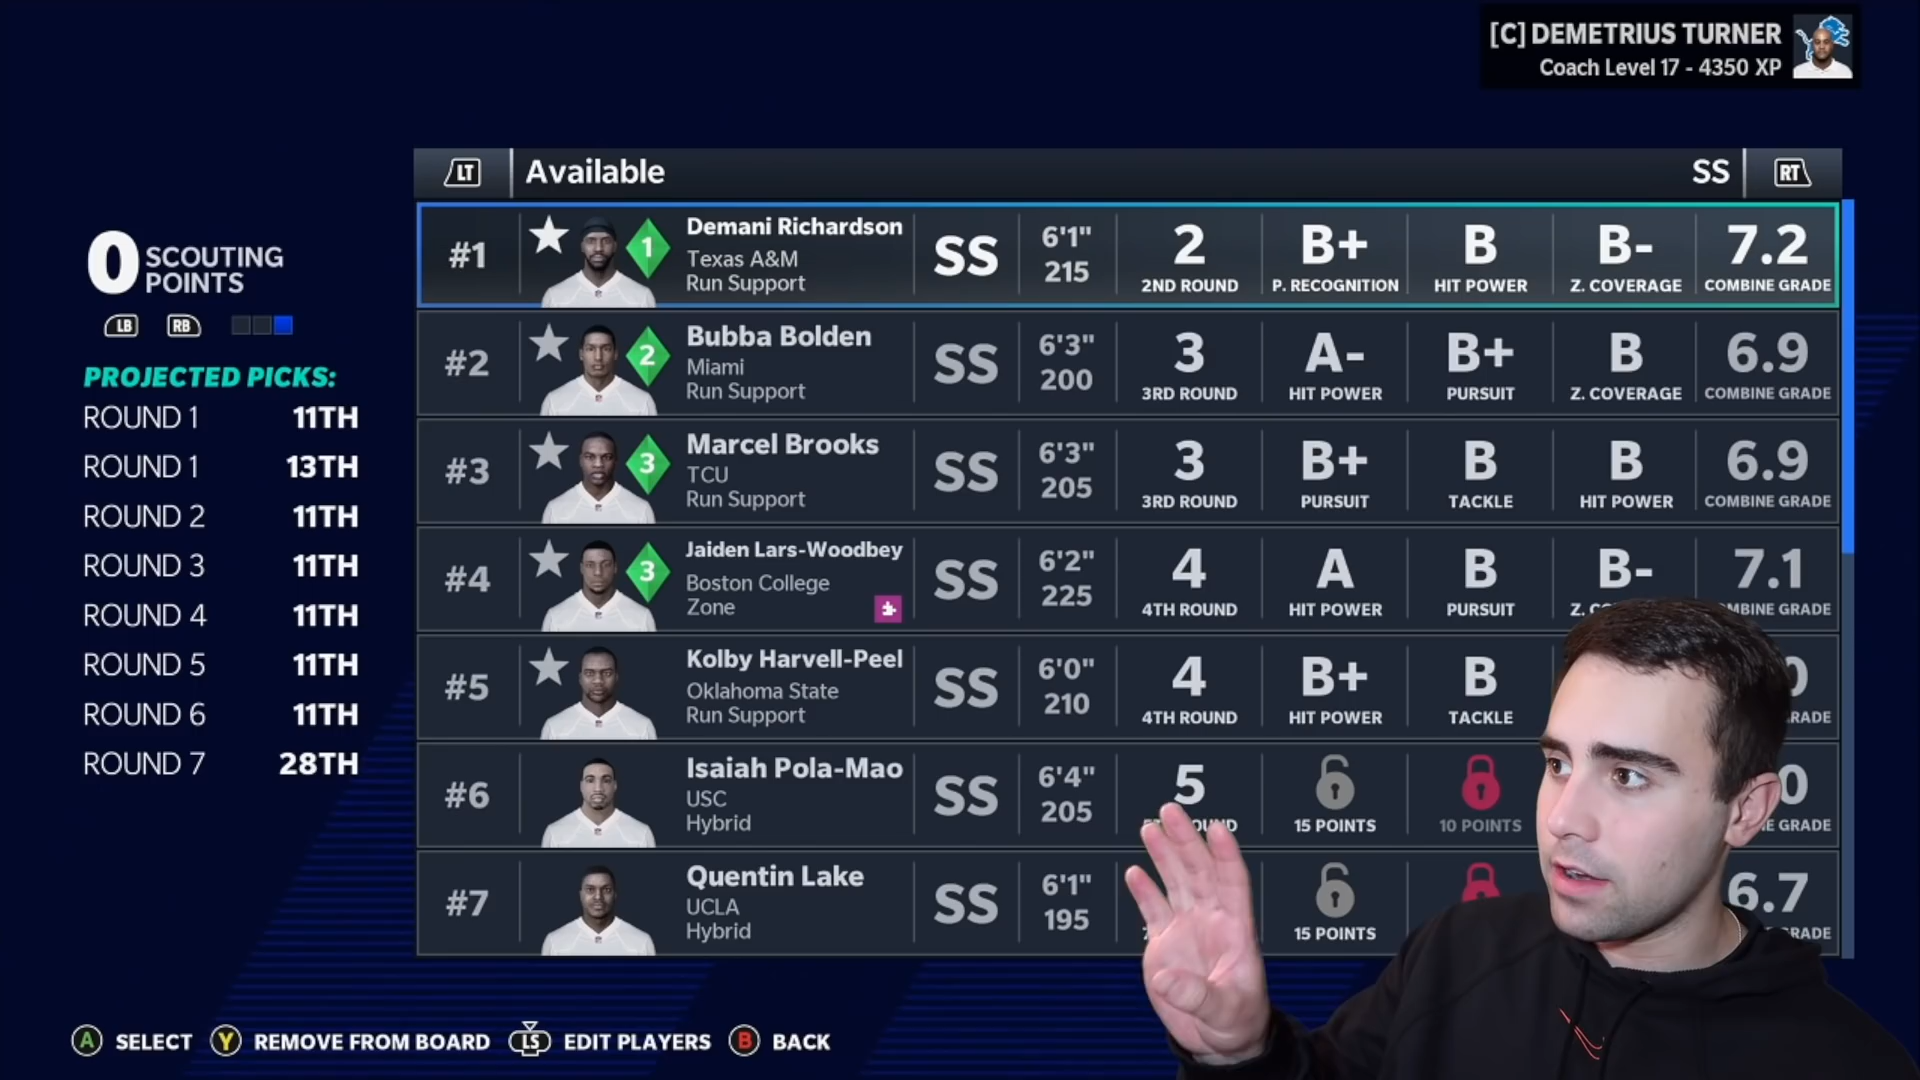 [C] DEMETRIUS TURNER
Coach Level 17 - 4350 XP
LT Available SS RT
0 SCOUTING POINTS
LB RB
PROJECTED PICKS:
ROUND 1 11TH
ROUND 1 13TH
ROUND 2 11TH
ROUND 3 11TH
ROUND 4 11TH
ROUND 5 11TH
ROUND 6 11TH
ROUND 7 28TH
#1 1 Demani Richardson SS 6'1" 2 B+ B B- 7.2
Texas A&M 215 2ND ROUND P. RECOGNITION HIT POWER Z. COVERAGE COMBINE GRADE
Run Support
#2 2 Bubba Bolden SS 6'3" 3 A- B+ B 6.9
Miami 200 3RD ROUND HIT POWER PURSUIT Z. COVERAGE COMBINE GRADE
Run Support
#3 3 Marcel Brooks SS 6'3" 3 B+ B B 6.9
TCU 205 3RD ROUND PURSUIT TACKLE HIT POWER COMBINE GRADE
Run Support
#4 3 Jaiden Lars-Woodbey SS 6'2" 4 A B B- 7.1
Boston College 225 4TH ROUND HIT POWER PURSUIT GRADE
Zone
#5 Kolby Harvell-Peel SS 6'0" 4 B+ B
Oklahoma State 210 4TH ROUND HIT POWER TACKLE
Run Support
#6 Isaiah Pola-Mao SS 6'4" 5
USC 205 15 POINTS 10 POINTS GRADE
Hybrid
#7 Quentin Lake SS 6'1" 6.7
UCLA 195 15 POINTS
Hybrid
A SELECT Y REMOVE FROM BOARD LS EDIT PLAYERS B BACK